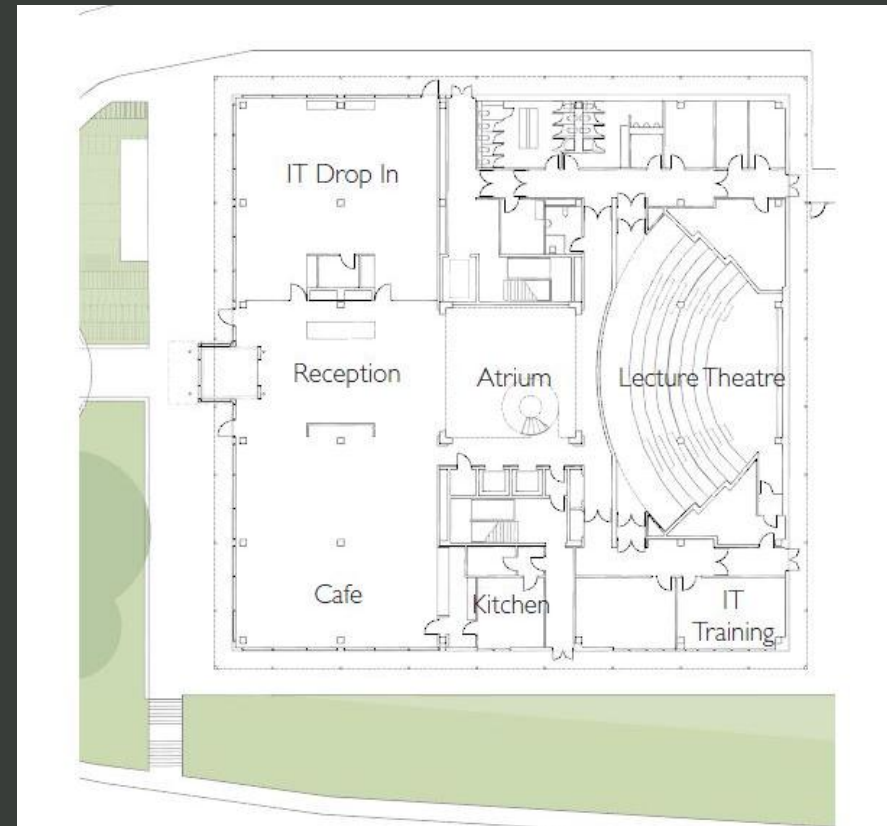 IT Drop In
Reception
Atrium
Lecture Theatre
Cafe
Kitchen
IT
Training